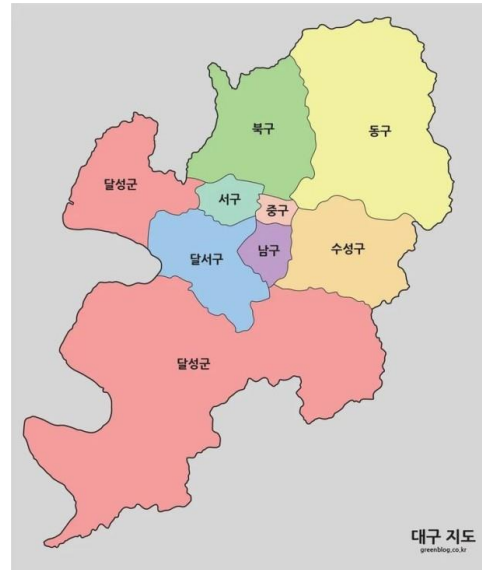 북구
동구
달성군
서구
중구
남구
수성구
달서구
달성군
대구 지도
greenblog.co.kr